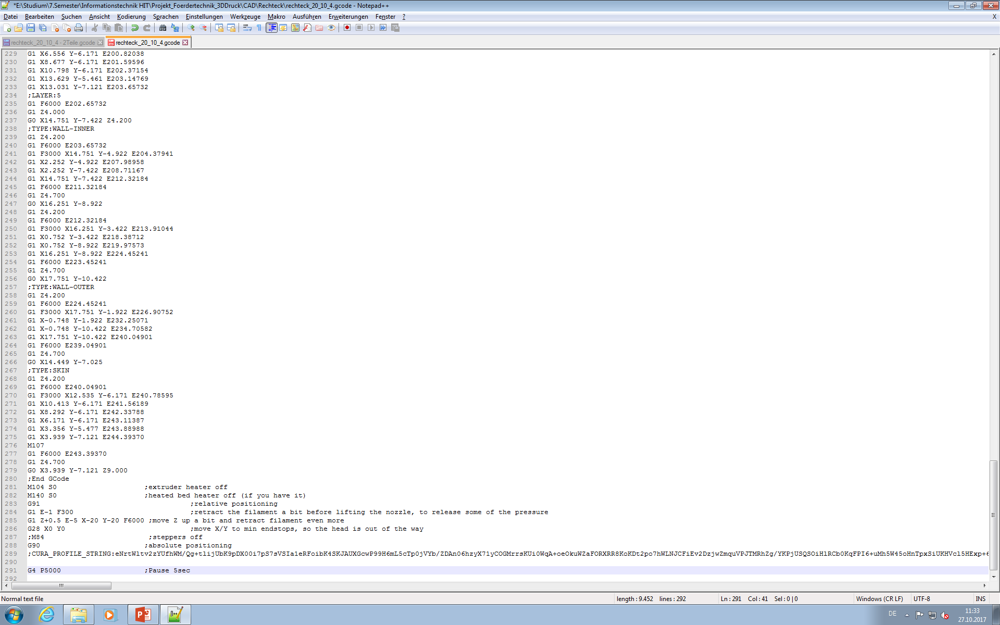 *E:\Studium\7.Semester\Informationstechnik HIT\Projekt_Foerdertechnik_3DDruck\CAD\Rechteck\rechteck_20_10_4.gcode - Notepad++
Datei Bearbeiten Suchen Ansicht Kodierung Sprachen Einstellungen Werkzeuge Makro Ausführen Erweiterungen Fenster ? X
rechteck_20_10_4 - 2Teile.gcode rechteck_20_10_4.gcode
229 G1 X6.556 Y-6.171 E200.82038
230 G1 X8.677 Y-6.171 E201.59596
231 G1 X10.798 Y-6.171 E202.37154
232 G1 X13.629 Y-5.461 E203.14769
233 G1 X13.031 Y-7.121 E203.65732
234 ;LAYER:5
235 G1 F6000 E202.65732
236 G1 Z4.000
237 G0 X14.751 Y-7.422 Z4.200
238 ;TYPE:WALL-INNER
239 G1 Z4.200
240 G1 F6000 E203.65732
241 G1 F3000 X14.751 Y-4.922 E204.37941
242 G1 X2.252 Y-4.922 E207.98958
243 G1 X2.252 Y-7.422 E208.71167
244 G1 X14.751 Y-7.422 E212.32184
245 G1 F6000 E211.32184
246 G1 Z4.700
247 G0 X16.251 Y-8.922
248 G1 Z4.200
249 G1 F6000 E212.32184
250 G1 F3000 X16.251 Y-3.422 E213.91044
251 G1 X0.752 Y-3.422 E218.38712
252 G1 X0.752 Y-8.922 E219.97573
253 G1 X16.251 Y-8.922 E224.45241
254 G1 F6000 E223.45241
255 G1 Z4.700
256 G0 X17.751 Y-10.422
257 ;TYPE:WALL-OUTER
258 G1 Z4.200
259 G1 F6000 E224.45241
260 G1 F3000 X17.751 Y-1.922 E226.90752
261 G1 X-0.748 Y-1.922 E232.25071
262 G1 X-0.748 Y-10.422 E234.70582
263 G1 X17.751 Y-10.422 E240.04901
264 G1 F6000 E239.04901
265 G1 Z4.700
266 G0 X14.449 Y-7.025
267 ;TYPE:SKIN
268 G1 Z4.200
269 G1 F6000 E240.04901
270 G1 F3000 X12.535 Y-6.171 E240.78595
271 G1 X10.413 Y-6.171 E241.56189
272 G1 X8.292 Y-6.171 E242.33788
273 G1 X6.171 Y-6.171 E243.11387
274 G1 X3.356 Y-5.477 E243.88988
275 G1 X3.939 Y-7.121 E244.39370
276 M107
277 G1 F6000 E243.39370
278 G1 Z4.700
279 G0 X3.939 Y-7.121 Z9.000
280 ;End GCode
281 M104 S0 ;extruder heater off
282 M140 S0 ;heated bed heater off (if you have it)
283 G91 ;relative positioning
284 G1 E-1 F300 ;retract the filament a bit before lifting the nozzle, to release some of the pressure
285 G1 Z+0.5 E-5 X-20 Y-20 F6000 ;move Z up a bit and retract filament even more
286 G28 X0 Y0 ;move X/Y to min endstops, so the head is out of the way
287 ;M84 ;steppers off
288 G90 ;absolute positioning
289 ;CURA_PROFILE_STRING:
290
291 G4 P5000 ;Pause 5sec
292
Normal text file length : 9.452 lines : 292 Ln : 291 Col : 41 Sel : 0 | 0 Windows (CR LF) UTF-8 INS
DE 11:33
27.10.2017